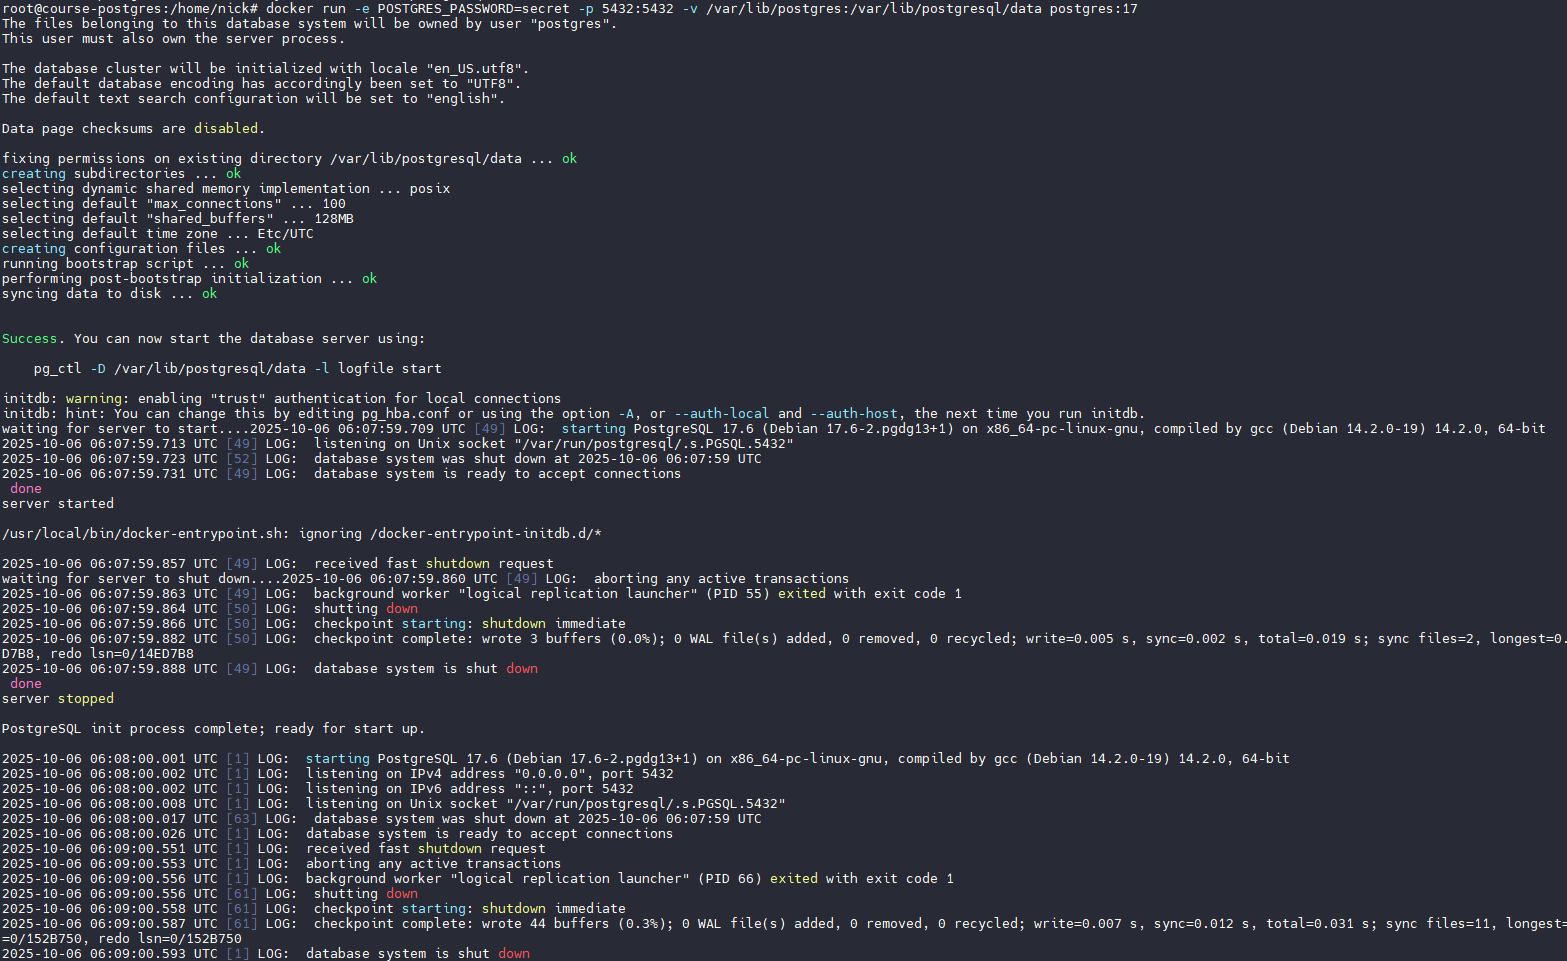 root@course-postgres:/home/nick# docker run -e POSTGRES_PASSWORD=secret -p 5432:5432 -v /var/lib/postgres:/var/lib/postgresql/data postgres:17
The files belonging to this database system will be owned by user "postgres".
This user must also own the server process.
The database cluster will be initialized with locale "en_US.utf8".
The default database encoding has accordingly been set to "UTF8".
The default text search configuration will be set to "english".
Data page checksums are disabled.
fixing permissions on existing directory /var/lib/postgresql/data ... ok
creating subdirectories ... ok
selecting dynamic shared memory implementation ... posix
selecting default "max_connections" ... 100
selecting default "shared_buffers" ... 128MB
selecting default time zone ... Etc/UTC
creating configuration files ... ok
running bootstrap script ... ok
performing post-bootstrap initialization ... ok
syncing data to disk ... ok
Success. You can now start the database server using:
    pg_ctl -D /var/lib/postgresql/data -l logfile start
initdb: warning: enabling "trust" authentication for local connections
initdb: hint: You can change this by editing pg_hba.conf or using the option -A, or --auth-local and --auth-host, the next time you run initdb.
waiting for server to start....2025-10-06 06:07:59.709 UTC [49] LOG:  starting PostgreSQL 17.6 (Debian 17.6-2.pgdg13+1) on x86_64-pc-linux-gnu, compiled by gcc (Debian 14.2.0-19) 14.2.0, 64-bit
2025-10-06 06:07:59.713 UTC [49] LOG:  listening on Unix socket "/var/run/postgresql/.s.PGSQL.5432"
2025-10-06 06:07:59.723 UTC [52] LOG:  database system was shut down at 2025-10-06 06:07:59 UTC
2025-10-06 06:07:59.731 UTC [49] LOG:  database system is ready to accept connections
 done
server started
/usr/local/bin/docker-entrypoint.sh: ignoring /docker-entrypoint-initdb.d/*
2025-10-06 06:07:59.857 UTC [49] LOG:  received fast shutdown request
waiting for server to shut down....2025-10-06 06:07:59.860 UTC [49] LOG:  aborting any active transactions
2025-10-06 06:07:59.863 UTC [49] LOG:  background worker "logical replication launcher" (PID 55) exited with exit code 1
2025-10-06 06:07:59.864 UTC [50] LOG:  shutting down
2025-10-06 06:07:59.866 UTC [50] LOG:  checkpoint starting: shutdown immediate
2025-10-06 06:07:59.882 UTC [50] LOG:  checkpoint complete: wrote 3 buffers (0.0%); 0 WAL file(s) added, 0 removed, 0 recycled; write=0.005 s, sync=0.002 s, total=0.019 s; sync files=2, longest=0.
D7B8, redo lsn=0/14ED7B8
2025-10-06 06:07:59.888 UTC [49] LOG:  database system is shut down
 done
server stopped
PostgreSQL init process complete; ready for start up.
2025-10-06 06:08:00.001 UTC [1] LOG:  starting PostgreSQL 17.6 (Debian 17.6-2.pgdg13+1) on x86_64-pc-linux-gnu, compiled by gcc (Debian 14.2.0-19) 14.2.0, 64-bit
2025-10-06 06:08:00.002 UTC [1] LOG:  listening on IPv4 address "0.0.0.0", port 5432
2025-10-06 06:08:00.002 UTC [1] LOG:  listening on IPv6 address "::", port 5432
2025-10-06 06:08:00.008 UTC [1] LOG:  listening on Unix socket "/var/run/postgresql/.s.PGSQL.5432"
2025-10-06 06:08:00.017 UTC [63] LOG:  database system was shut down at 2025-10-06 06:07:59 UTC
2025-10-06 06:08:00.026 UTC [1] LOG:  database system is ready to accept connections
2025-10-06 06:09:00.551 UTC [1] LOG:  received fast shutdown request
2025-10-06 06:09:00.553 UTC [1] LOG:  aborting any active transactions
2025-10-06 06:09:00.556 UTC [1] LOG:  background worker "logical replication launcher" (PID 66) exited with exit code 1
2025-10-06 06:09:00.556 UTC [61] LOG:  shutting down
2025-10-06 06:09:00.558 UTC [61] LOG:  checkpoint starting: shutdown immediate
2025-10-06 06:09:00.587 UTC [61] LOG:  checkpoint complete: wrote 44 buffers (0.3%); 0 WAL file(s) added, 0 removed, 0 recycled; write=0.007 s, sync=0.012 s, total=0.031 s; sync files=11, longest=
=0/152B750, redo lsn=0/152B750
2025-10-06 06:09:00.593 UTC [1] LOG:  database system is shut down